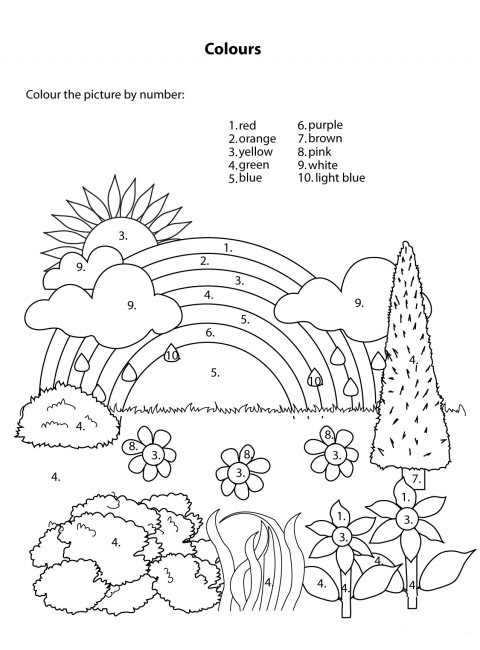 Colours
Colour the picture by number:
1. red
2. orange
3. yellow
4. green
5. blue
6. purple
7. brown
8. pink
9. white
10. light blue
3.
9.
1.
2.
3.
9.
9.
4.
5.
6.
10
5.
10
4.
4.
8.
3.
8.
3.
8.
3.
4.
7.
1.
1.
3.
3.
4.
4
4.
4.
4.
4